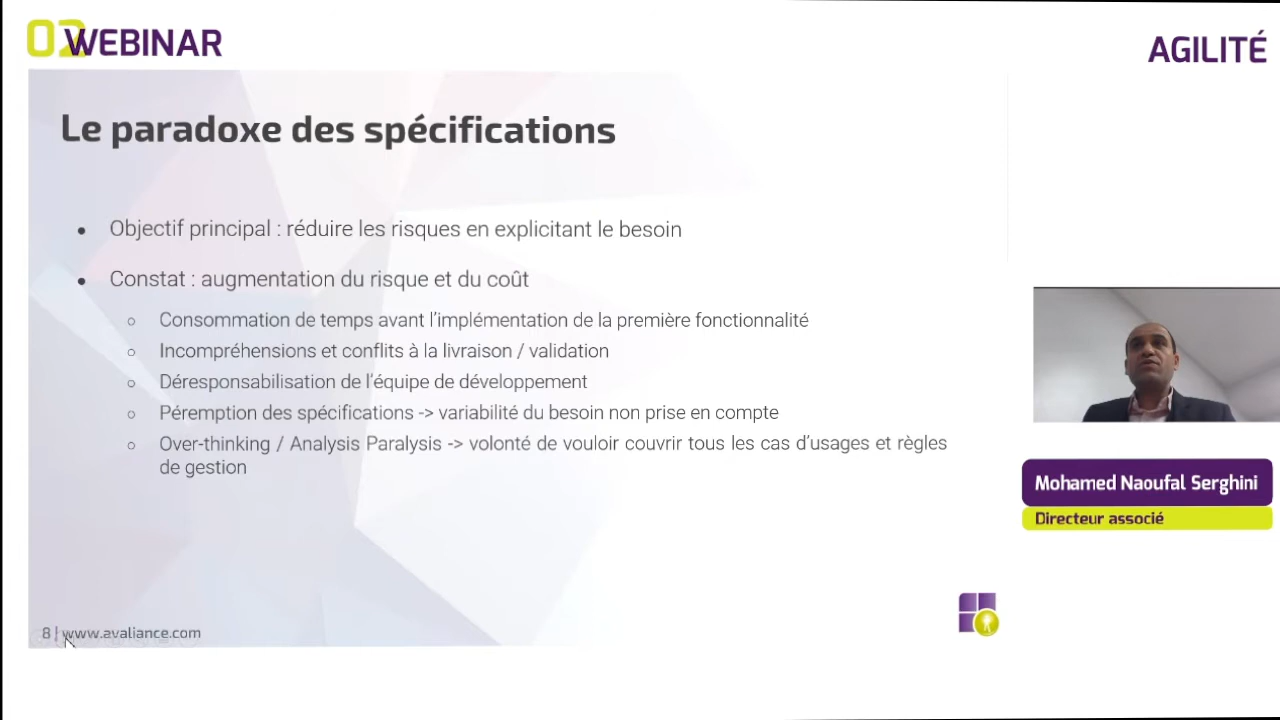 02 WEBINAR
AGILITÉ
Le paradoxe des spécifications
• Objectif principal : réduire les risques en explicitant le besoin
• Constat : augmentation du risque et du coût
○ Consommation de temps avant l'implémentation de la première fonctionnalité
○ Incompréhensions et conflits à la livraison / validation
○ Déresponsabilisation de l'équipe de développement
○ Péremption des spécifications -> variabilité du besoin non prise en compte
○ Over-thinking / Analysis Paralysis -> volonté de vouloir couvrir tous les cas d'usages et règles
de gestion
Mohamed Naoufal Serghini
Directeur associé
8 | www.avaliance.com